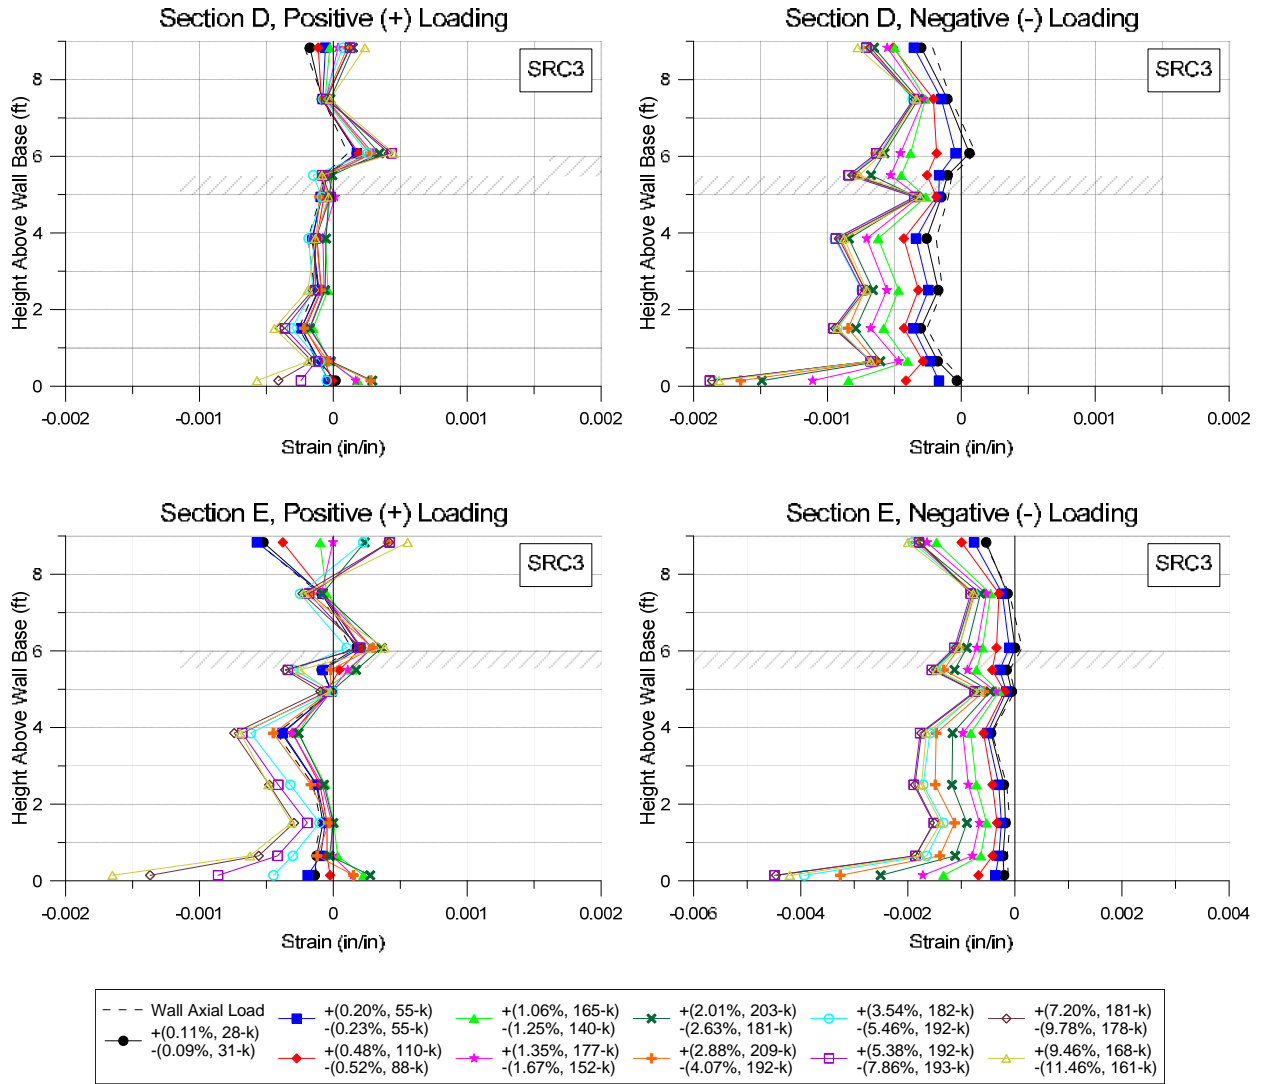 Section D, Positive (+) Loading
SRC3
Height Above Wall Base (ft)
8
6
4
2
0
-0.002 -0.001 0 0.001 0.002
Strain (in/in)
Section D, Negative (-) Loading
SRC3
Height Above Wall Base (ft)
8
6
4
2
0
-0.002 -0.001 0 0.001 0.002
Strain (in/in)
Section E, Positive (+) Loading
SRC3
Height Above Wall Base (ft)
8
6
4
2
0
-0.002 -0.001 0 0.001 0.002
Strain (in/in)
Section E, Negative (-) Loading
SRC3
Height Above Wall Base (ft)
8
6
4
2
0
-0.006 -0.004 -0.002 0 0.002 0.004
Strain (in/in)
Wall Axial Load
+(0.11%, 28-k)
-(0.09%, 31-k)
+(0.20%, 55-k)
-(0.23%, 55-k)
+(0.48%, 110-k)
-(0.52%, 88-k)
+(1.06%, 165-k)
-(1.25%, 140-k)
+(1.35%, 177-k)
-(1.67%, 152-k)
+(2.01%, 203-k)
-(2.63%, 181-k)
+(2.88%, 209-k)
-(4.07%, 192-k)
+(3.54%, 182-k)
-(5.46%, 192-k)
+(5.38%, 192-k)
-(7.86%, 193-k)
+(7.20%, 181-k)
-(9.78%, 178-k)
+(9.46%, 168-k)
-(11.46%, 161-k)